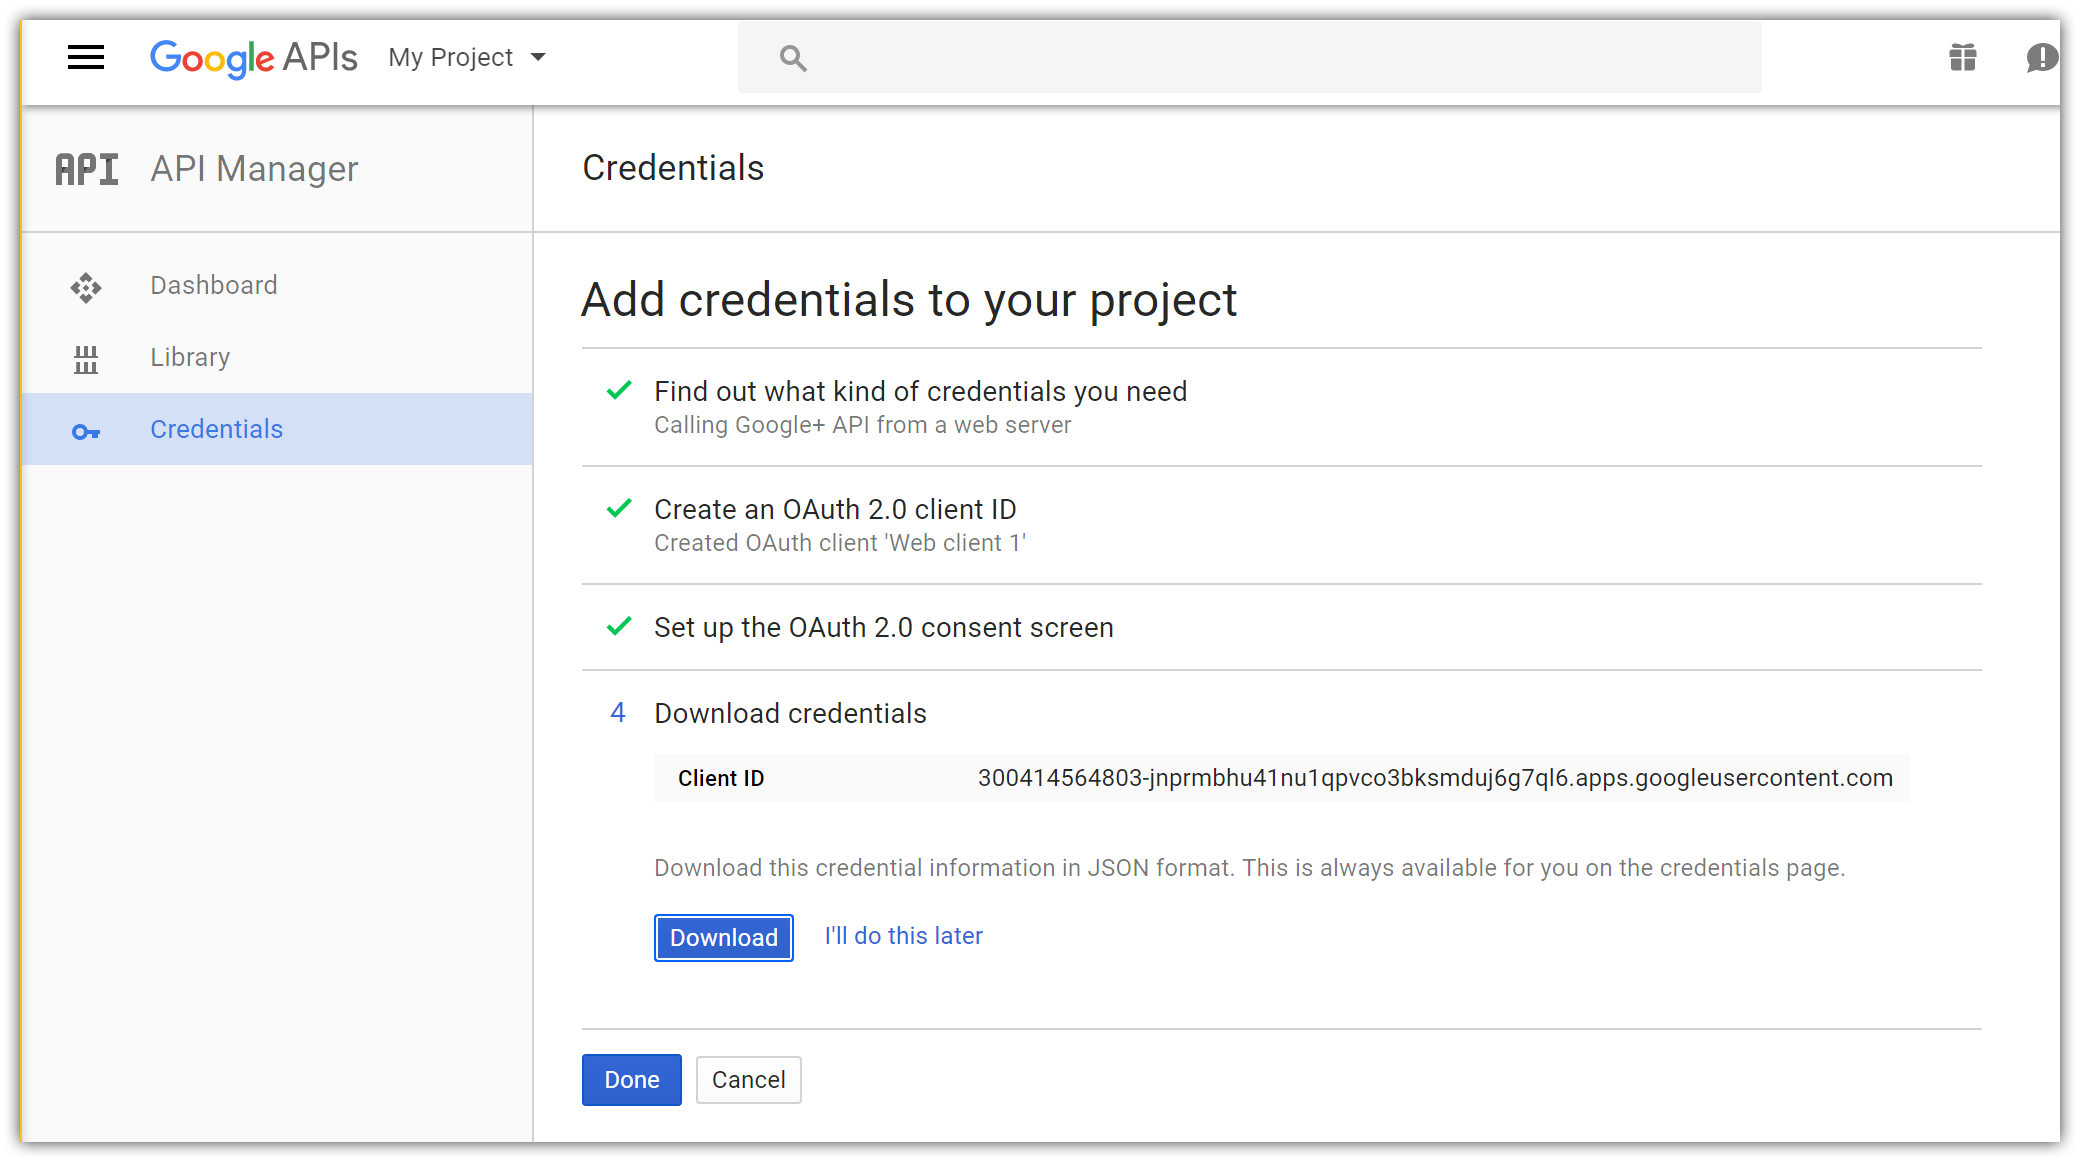 Google APIs My Project
API API Manager
Credentials
Dashboard
Library
Credentials
Add credentials to your project
Find out what kind of credentials you need
Calling Google+ API from a web server
Create an OAuth 2.0 client ID
Created OAuth client 'Web client 1'
Set up the OAuth 2.0 consent screen
4 Download credentials
Client ID 300414564803-jnprmbhu41nu1qpvco3bksmduj6g7ql6.apps.googleusercontent.com
Download this credential information in JSON format. This is always available for you on the credentials page.
Download I'll do this later
Done Cancel